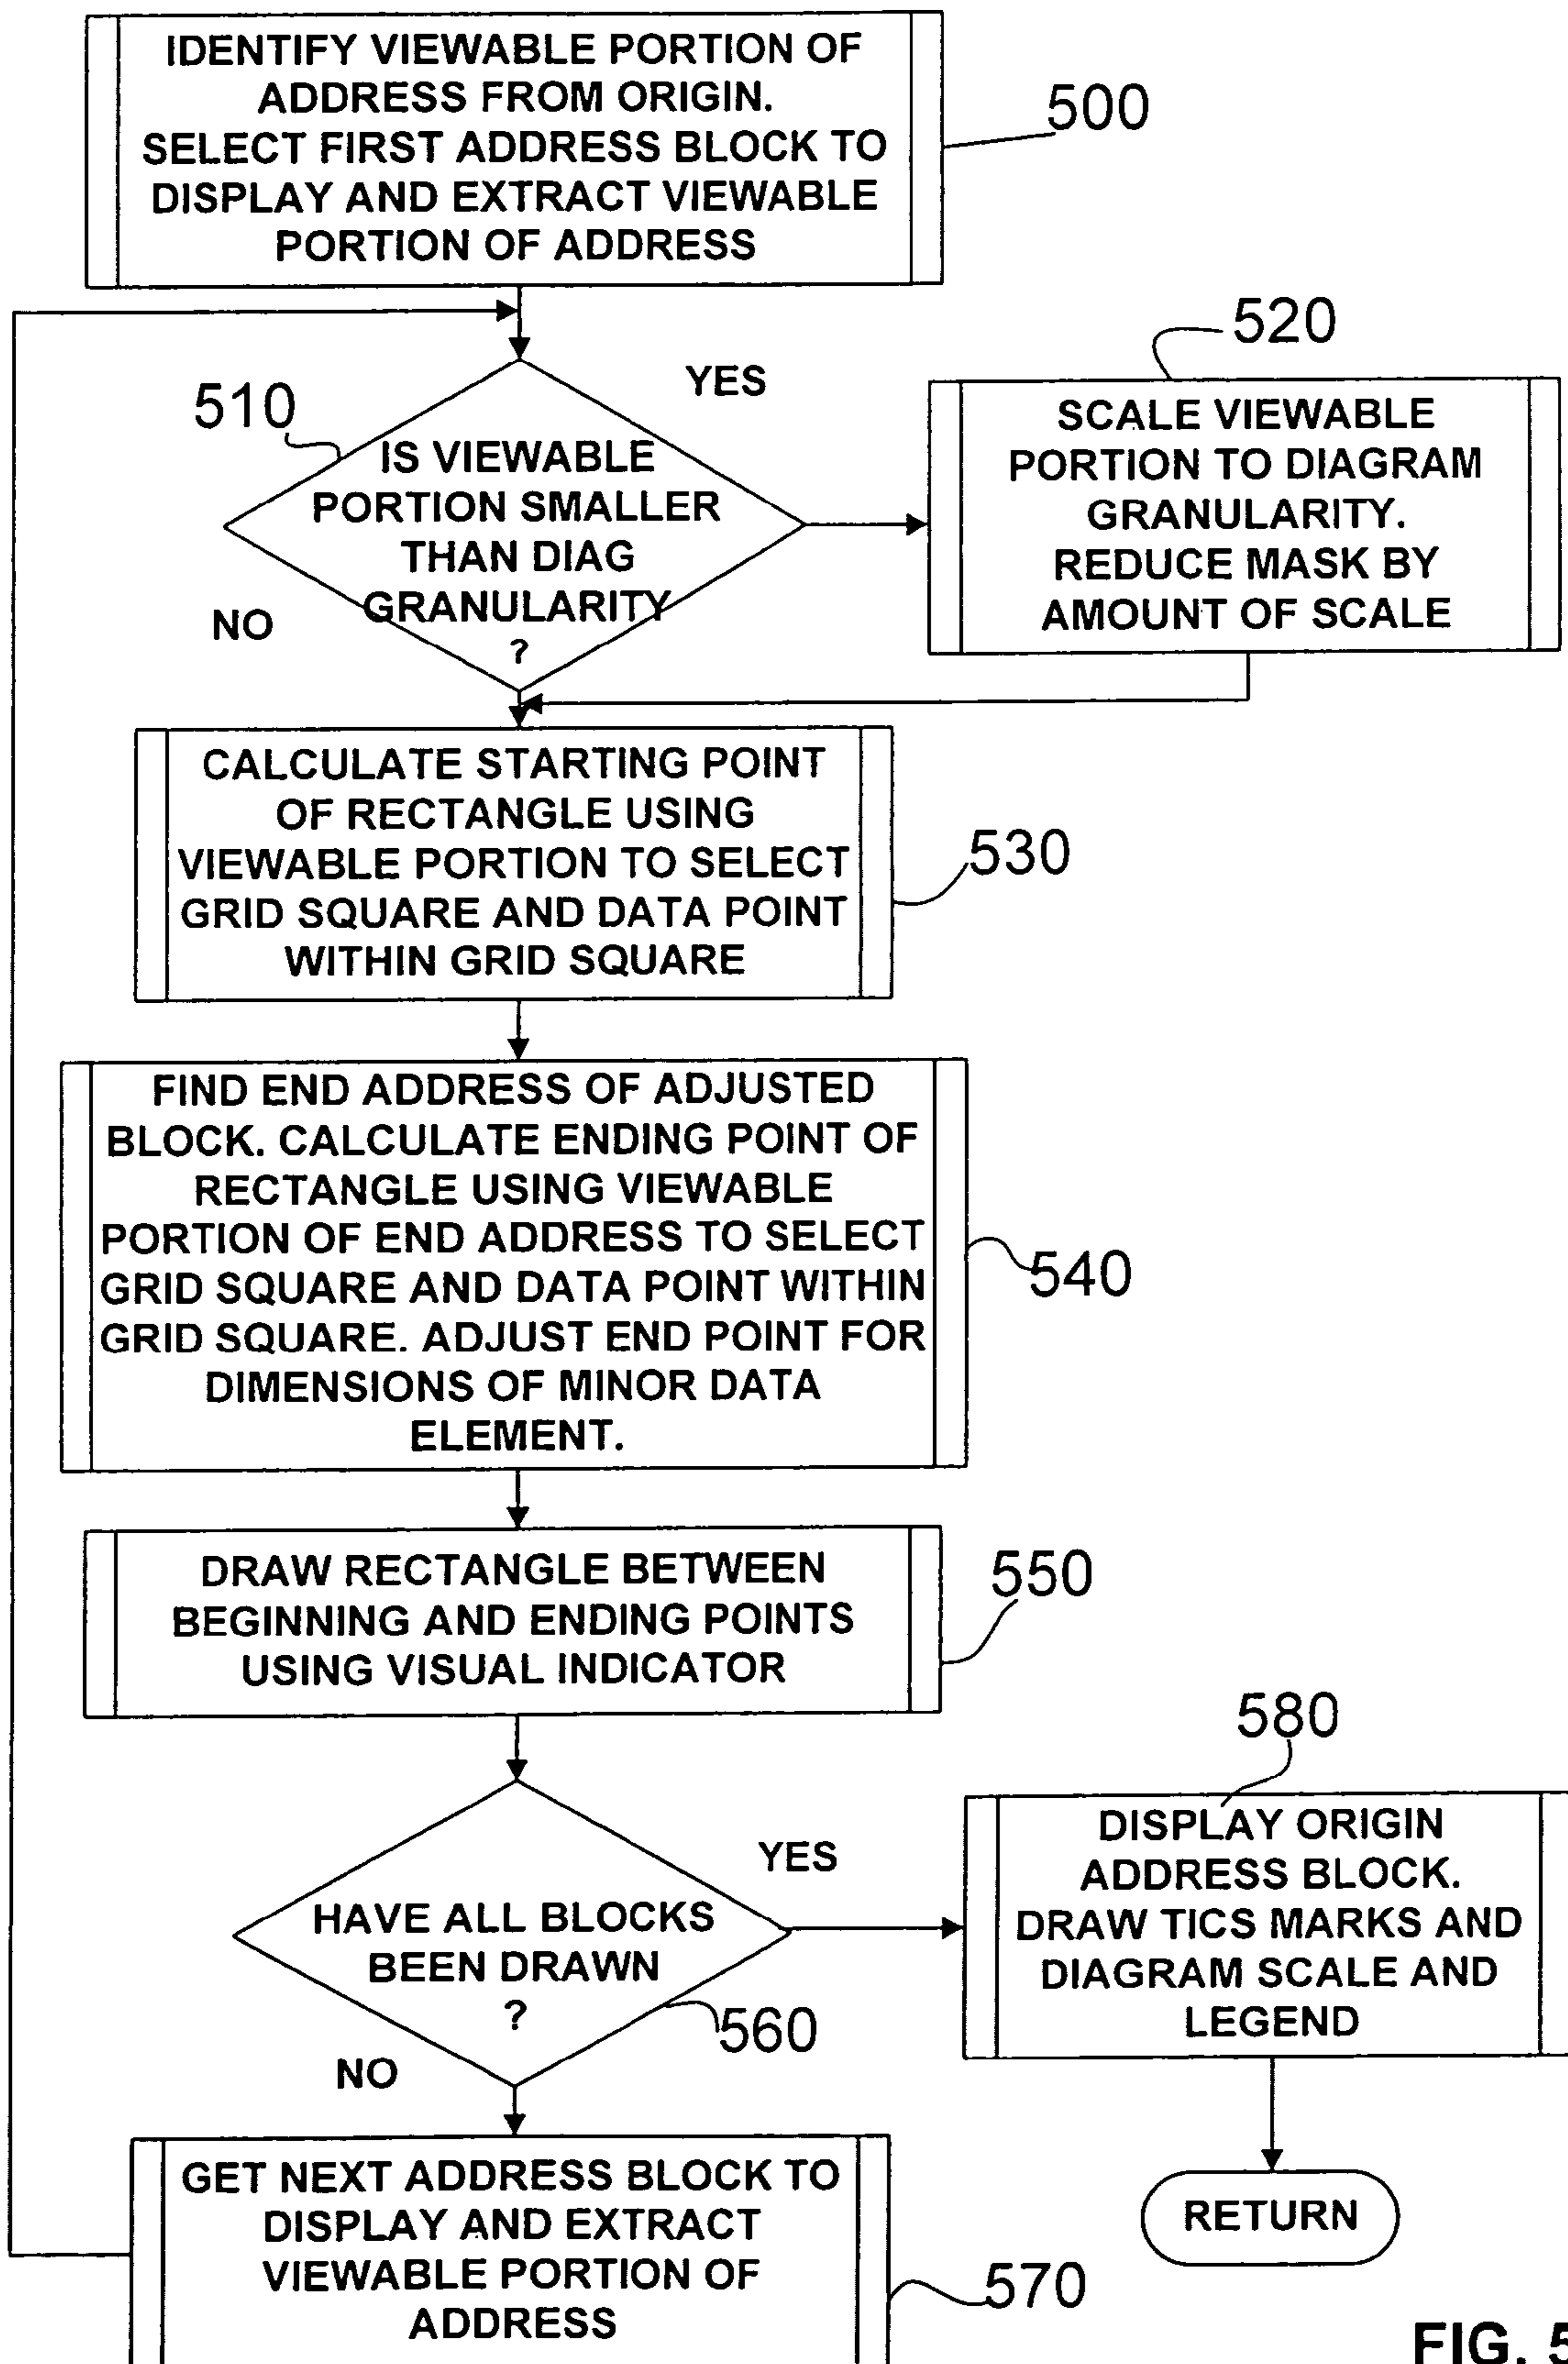 IDENTIFY VIEWABLE PORTION OF
ADDRESS FROM ORIGIN.
SELECT FIRST ADDRESS BLOCK TO
DISPLAY AND EXTRACT VIEWABLE
PORTION OF ADDRESS
500
510
YES
IS VIEWABLE
PORTION SMALLER
THAN DIAG
GRANULARITY
?
NO
520
SCALE VIEWABLE
PORTION TO DIAGRAM
GRANULARITY.
REDUCE MASK BY
AMOUNT OF SCALE
CALCULATE STARTING POINT
OF RECTANGLE USING
VIEWABLE PORTION TO SELECT
GRID SQUARE AND DATA POINT
WITHIN GRID SQUARE
530
FIND END ADDRESS OF ADJUSTED
BLOCK. CALCULATE ENDING POINT OF
RECTANGLE USING VIEWABLE
PORTION OF END ADDRESS TO SELECT
GRID SQUARE AND DATA POINT WITHIN
GRID SQUARE. ADJUST END POINT FOR
DIMENSIONS OF MINOR DATA
ELEMENT.
540
DRAW RECTANGLE BETWEEN
BEGINNING AND ENDING POINTS
USING VISUAL INDICATOR
550
YES
HAVE ALL BLOCKS
BEEN DRAWN
?
560
NO
580
DISPLAY ORIGIN
ADDRESS BLOCK.
DRAW TICS MARKS AND
DIAGRAM SCALE AND
LEGEND
RETURN
GET NEXT ADDRESS BLOCK TO
DISPLAY AND EXTRACT
VIEWABLE PORTION OF
ADDRESS
570
FIG. 5